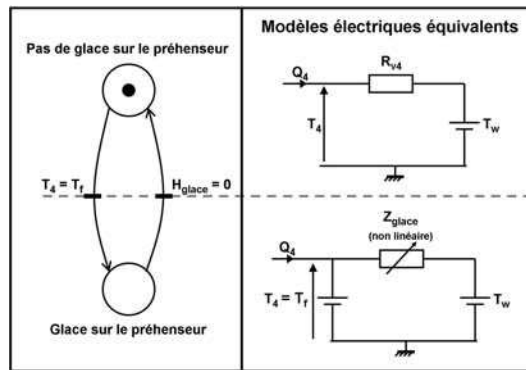 Pas de glace sur le préhenseur
T4 = Tf
Hglace = 0
Glace sur le préhenseur
Modèles électriques équivalents
Rv4
Q4
T4
Tw
Zglace
(non linéaire)
Q4
T4 = Tf
Tw